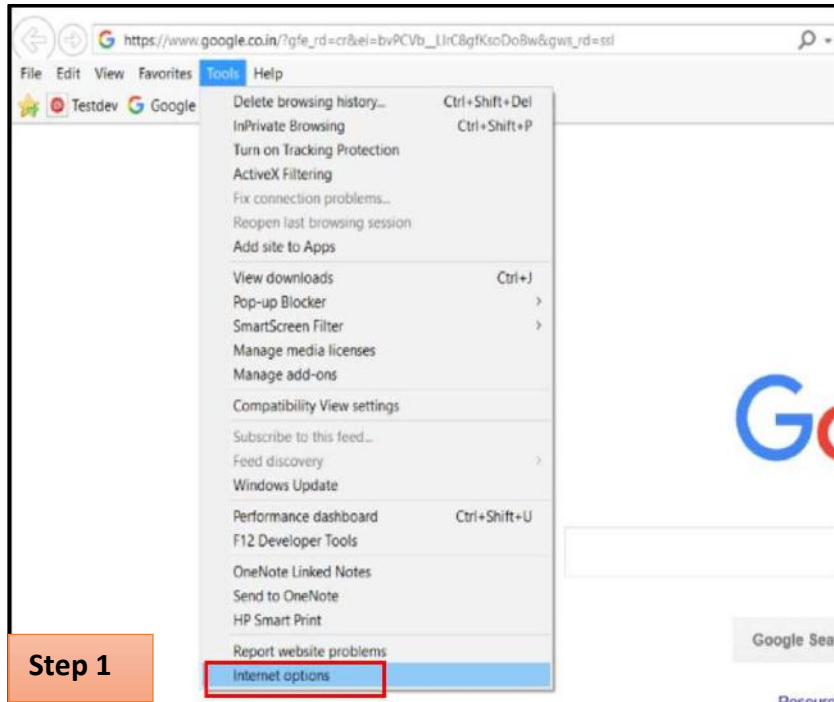 https://www.google.co.in/?gfe_rd=cr&ei=bvPCVb__LIrC8gfKsoDoBw&gws_rd=ssl
File Edit View Favorites Tools Help
Testdev Google
Delete browsing history... Ctrl+Shift+Del
InPrivate Browsing Ctrl+Shift+P
Turn on Tracking Protection
ActiveX Filtering
Fix connection problems...
Reopen last browsing session
Add site to Apps
View downloads Ctrl+J
Pop-up Blocker
SmartScreen Filter
Manage media licenses
Manage add-ons
Compatibility View settings
Subscribe to this feed...
Feed discovery
Windows Update
Performance dashboard Ctrl+Shift+U
F12 Developer Tools
OneNote Linked Notes
Send to OneNote
HP Smart Print
Report website problems
Internet options
Go
Google Sea
Step 1